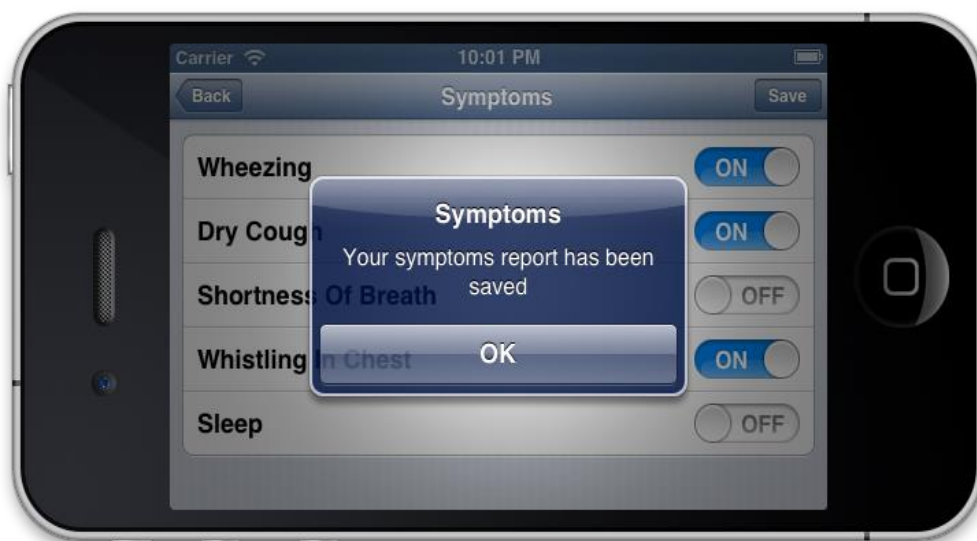 Carrier 10:01 PM
Back Symptoms Save
Wheezing ON
Symptoms
Dry Cough ON
Your symptoms report has been
saved
Shortness Of Breath OFF
OK
Whistling In Chest ON
Sleep OFF